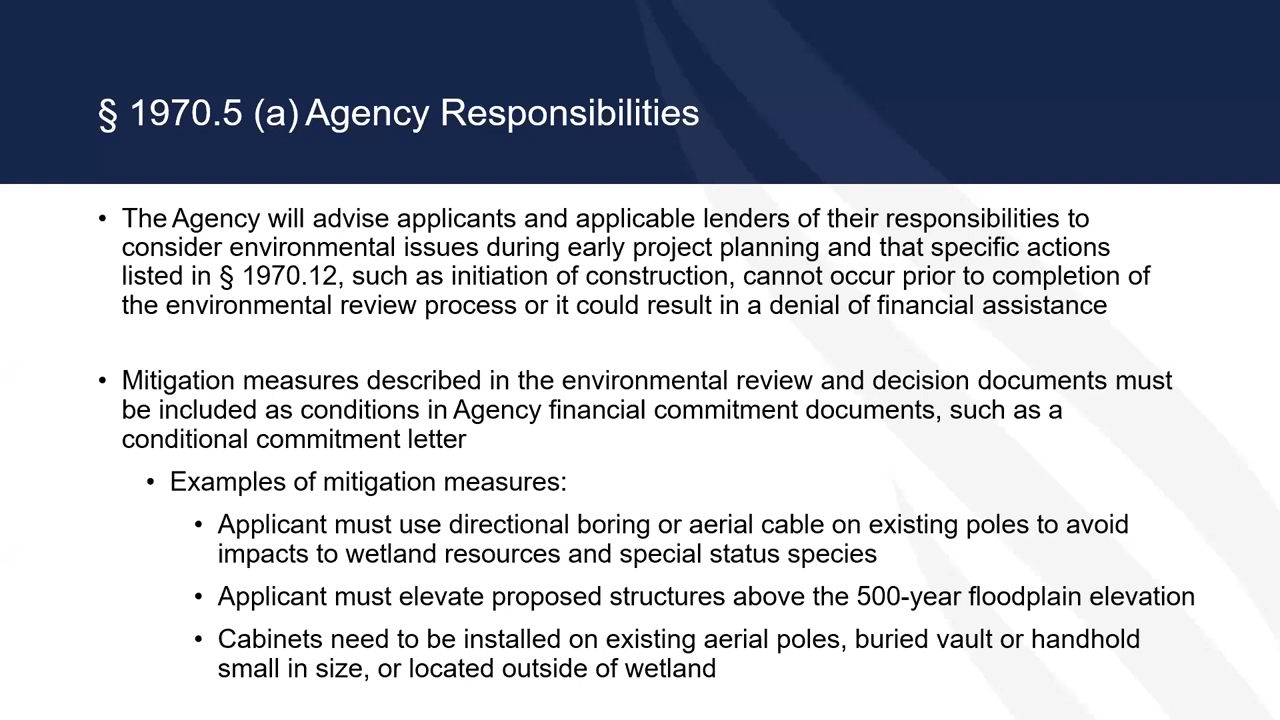 § 1970.5 (a) Agency Responsibilities
• The Agency will advise applicants and applicable lenders of their responsibilities to
consider environmental issues during early project planning and that specific actions
listed in § 1970.12, such as initiation of construction, cannot occur prior to completion of
the environmental review process or it could result in a denial of financial assistance
• Mitigation measures described in the environmental review and decision documents must
be included as conditions in Agency financial commitment documents, such as a
conditional commitment letter
• Examples of mitigation measures:
• Applicant must use directional boring or aerial cable on existing poles to avoid
impacts to wetland resources and special status species
• Applicant must elevate proposed structures above the 500-year floodplain elevation
• Cabinets need to be installed on existing aerial poles, buried vault or handhold
small in size, or located outside of wetland